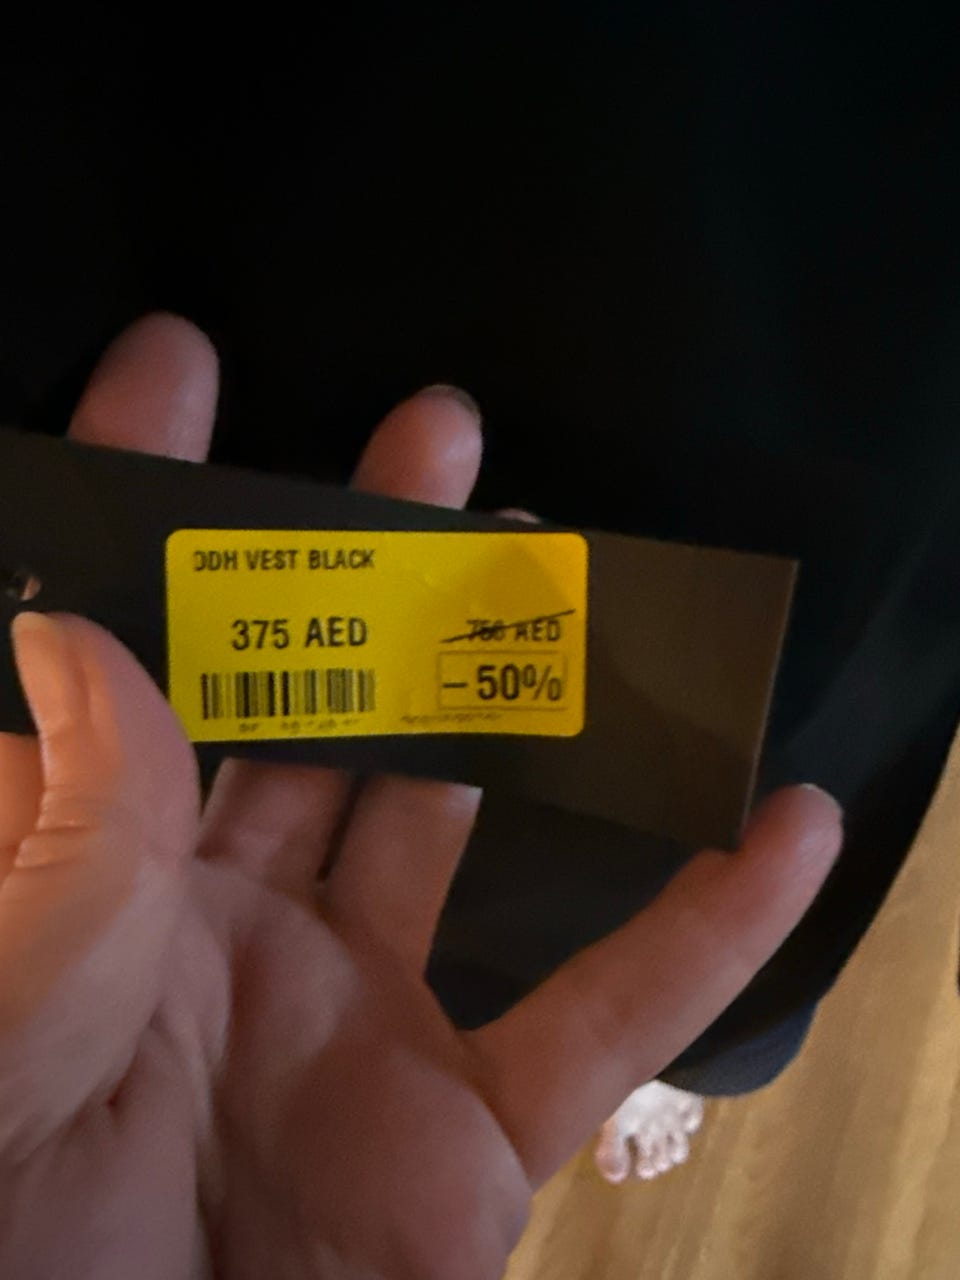 DDH VEST BLACK
375 AED
750 AED
–50%